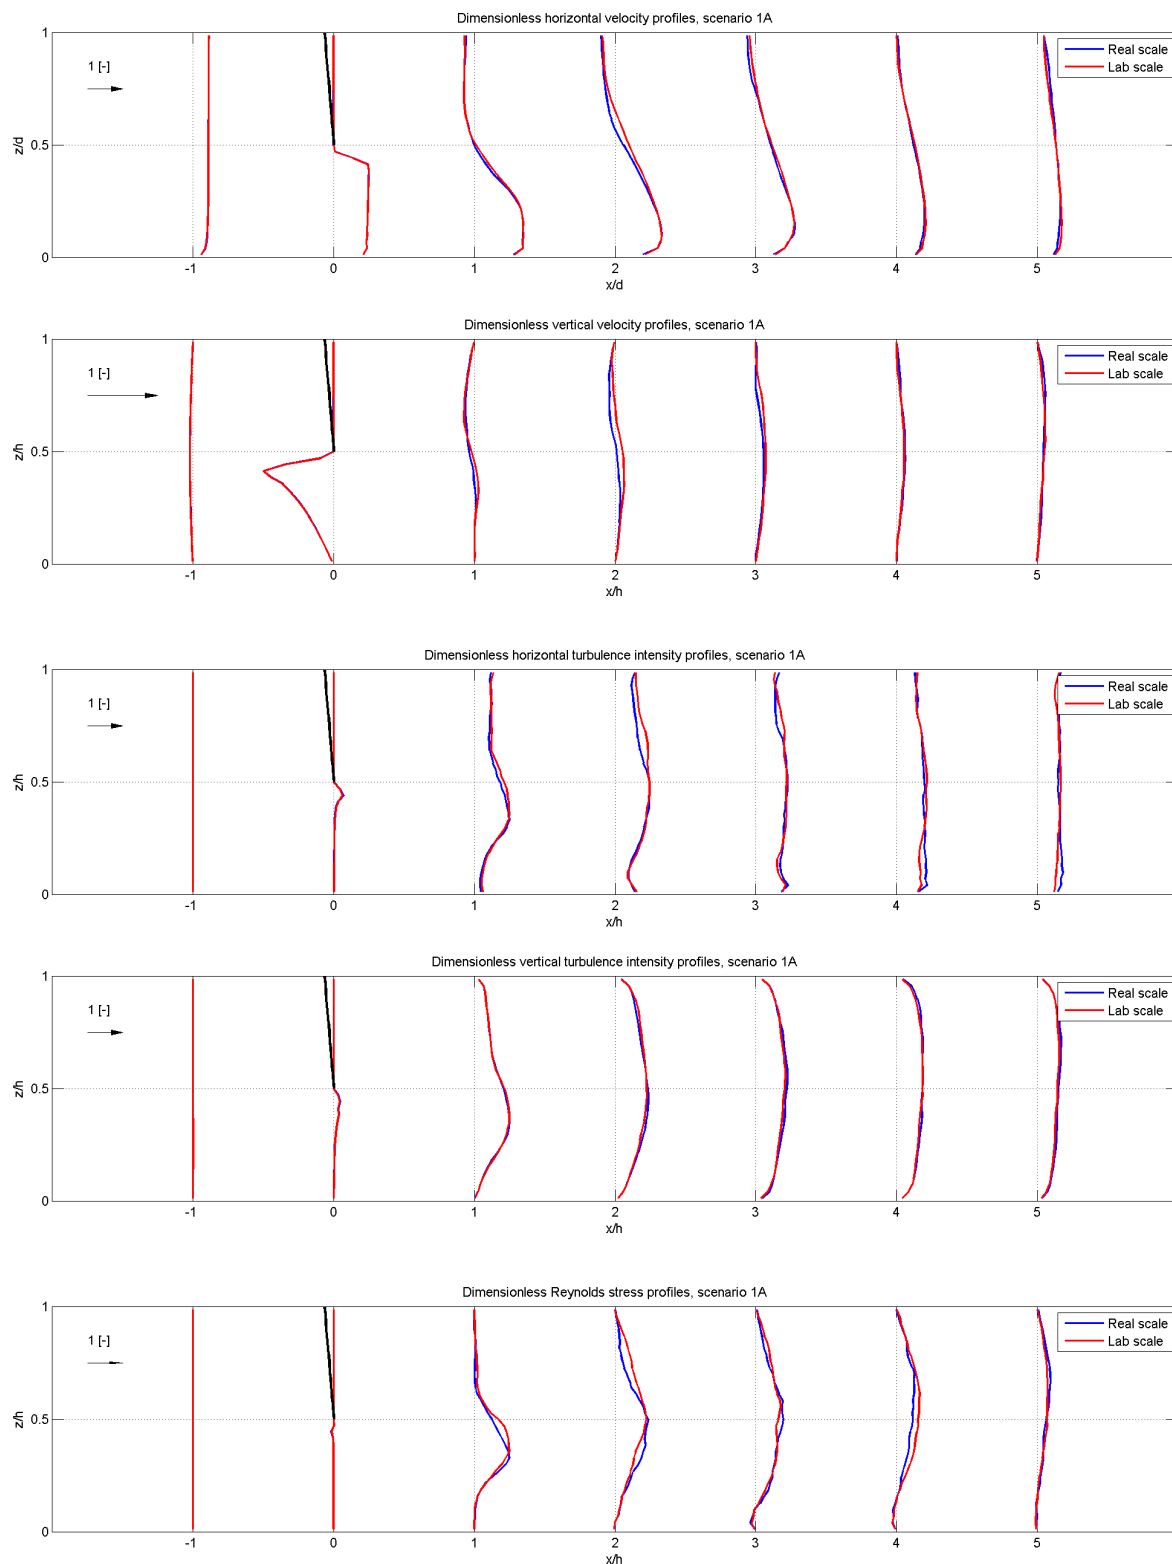 Dimensionless horizontal velocity profiles, scenario 1A
1
1 [-]
Real scale
Lab scale
z/d
0.5
0
-1 0 1 2 3 4 5
x/d
Dimensionless vertical velocity profiles, scenario 1A
1
1 [-]
Real scale
Lab scale
z/h
0.5
0
-1 0 1 2 3 4 5
x/h
Dimensionless horizontal turbulence intensity profiles, scenario 1A
1
1 [-]
Real scale
Lab scale
z/h
0.5
0
-1 0 1 2 3 4 5
x/h
Dimensionless vertical turbulence intensity profiles, scenario 1A
1
1 [-]
Real scale
Lab scale
z/h
0.5
0
-1 0 1 2 3 4 5
x/h
Dimensionless Reynolds stress profiles, scenario 1A
1
1 [-]
Real scale
Lab scale
z/h
0.5
0
-1 0 1 2 3 4 5
x/h